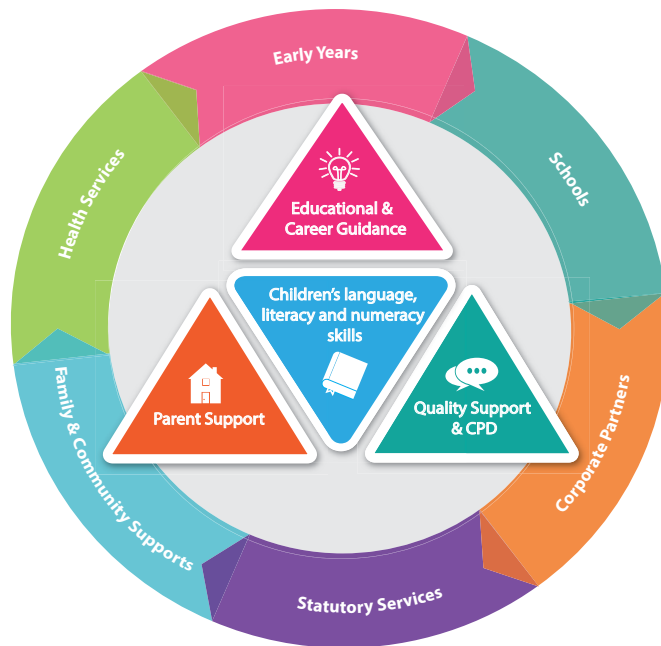 Early Years
Schools
Corporate Partners
Statutory Services
Family & Community Supports
Health Services
Educational &
Career Guidance
Children's language,
literacy and numeracy
skills
Parent Support
Quality Support
& CPD